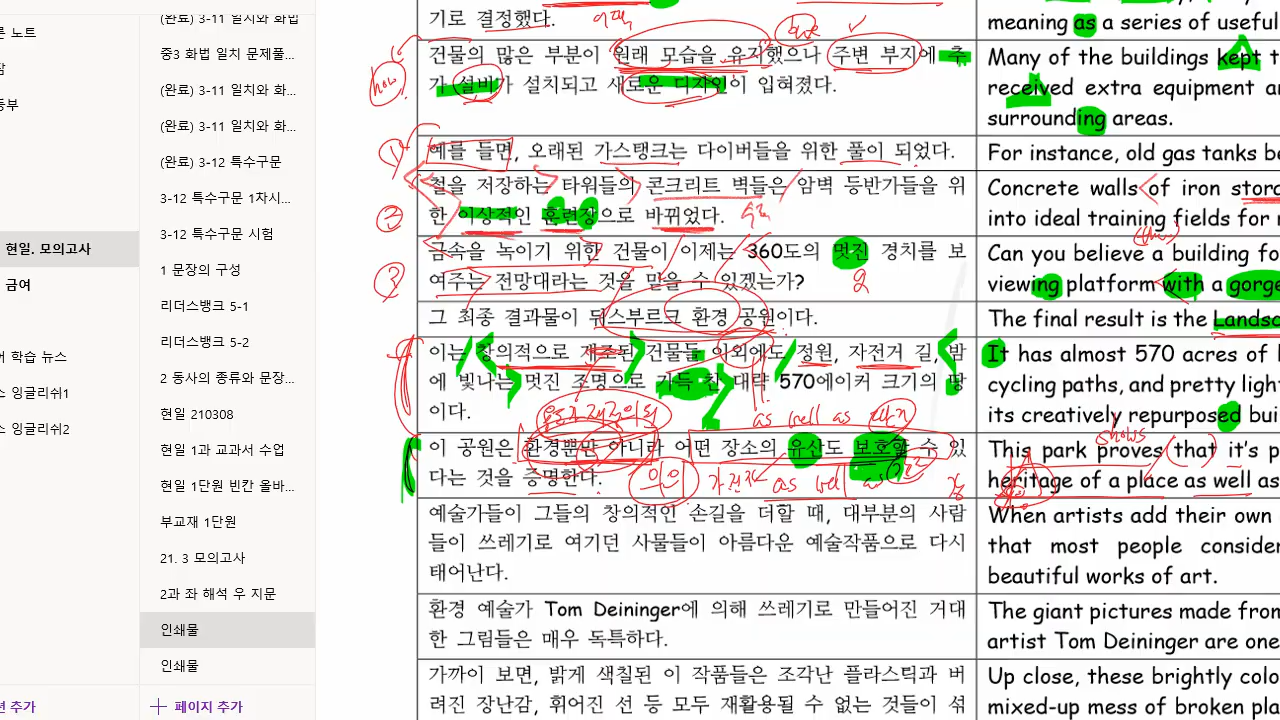 른 노트
장
등부
현일. 모의고사
금여
어 학습 뉴스
스 잉글리쉬1
스 잉글리쉬2
션 추가
(완료) 3-11 일치와 화법
중3 화법 일치 문제풀...
(완료) 3-11 일치와 화...
(완료) 3-11 일치와 화...
(완료) 3-12 특수구문
3-12 특수구문 1차시...
3-12 특수구문 시험
1 문장의 구성
리더스뱅크 5-1
리더스뱅크 5-2
2 동사의 종류와 문장...
현일 210308
현일 1과 교과서 수업
현일 1단원 빈칸 올바...
부교재 1단원
21. 3 모의고사
2과 좌 해석 우 지문
인쇄물
인쇄물
페이지 추가
기로 결정했다.
건물의 많은 부분이 원래 모습을 유지했으나 주변 부지에 추
가 설비가 설치되고 새로운 디자인이 입혀졌다.
예를 들면, 오래된 가스탱크는 다이버들을 위한 풀이 되었다.
철을 저장하는 타워들의 콘크리트 벽들은 암벽 등반가들을 위
한 이상적인 훈련장으로 바뀌었다.
금속을 녹이기 위한 건물이 이제는 360도의 멋진 경치를 보
여주는 전망대라는 것을 믿을 수 있겠는가?
그 최종 결과물이 뒤스부르크 환경 공원이다.
이는 창의적으로 재조된 건물들 이외에도 정원, 자전거 길, 밤
에 빛나는 멋진 조명으로 가득 찬 대략 570에이커 크기의 땅
이다.
as well as
이 공원은 환경뿐만 아니라 어떤 장소의 유산도 보호할 수 있
다는 것을 증명한다.
as well as
예술가들이 그들의 창의적인 손길을 더할 때, 대부분의 사람
들이 쓰레기로 여기던 사물들이 아름다운 예술작품으로 다시
태어난다.
환경 예술가 Tom Deininger에 의해 쓰레기로 만들어진 거대
한 그림들은 매우 독특하다.
가까이 보면, 밝게 색칠된 이 작품들은 조각난 플라스틱과 버
려진 장난감, 휘어진 선 등 모두 재활용될 수 없는 것들이 섞
meaning as a series of useful
Many of the buildings kept t
received extra equipment a
surrounding areas.
For instance, old gas tanks be
Concrete walls of iron stora
into ideal training fields for
Can you believe a building fo
viewing platform with a gorge
The final result is the Landsc
It has almost 570 acres of l
cycling paths, and pretty ligh
its creatively repurposed bui
shows
This park proves that it's p
heritage of a place as well as
When artists add their own
that most people consider
beautiful works of art.
The giant pictures made from
artist Tom Deininger are one
Up close, these brightly colo
mixed-up mess of broken pla